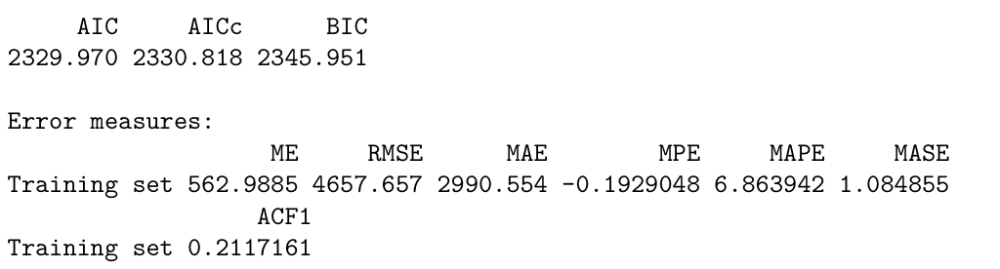 AIC AICc BIC
2329.970 2330.818 2345.951
Error measures:
ME RMSE MAE MPE MAPE MASE
Training set 562.9885 4657.657 2990.554 -0.1929048 6.863942 1.084855
ACF1
Training set 0.2117161